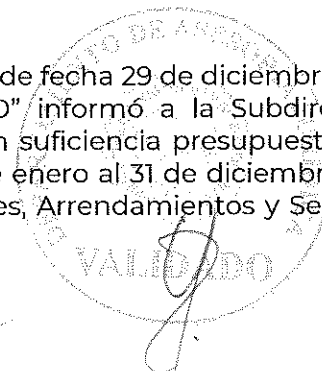 de fecha 29 de diciembr
O” informó a la Subdire
n suficiencia presupuest
e enero al 31 de diciembr
es, Arrendamientos y Se
VALIDADO